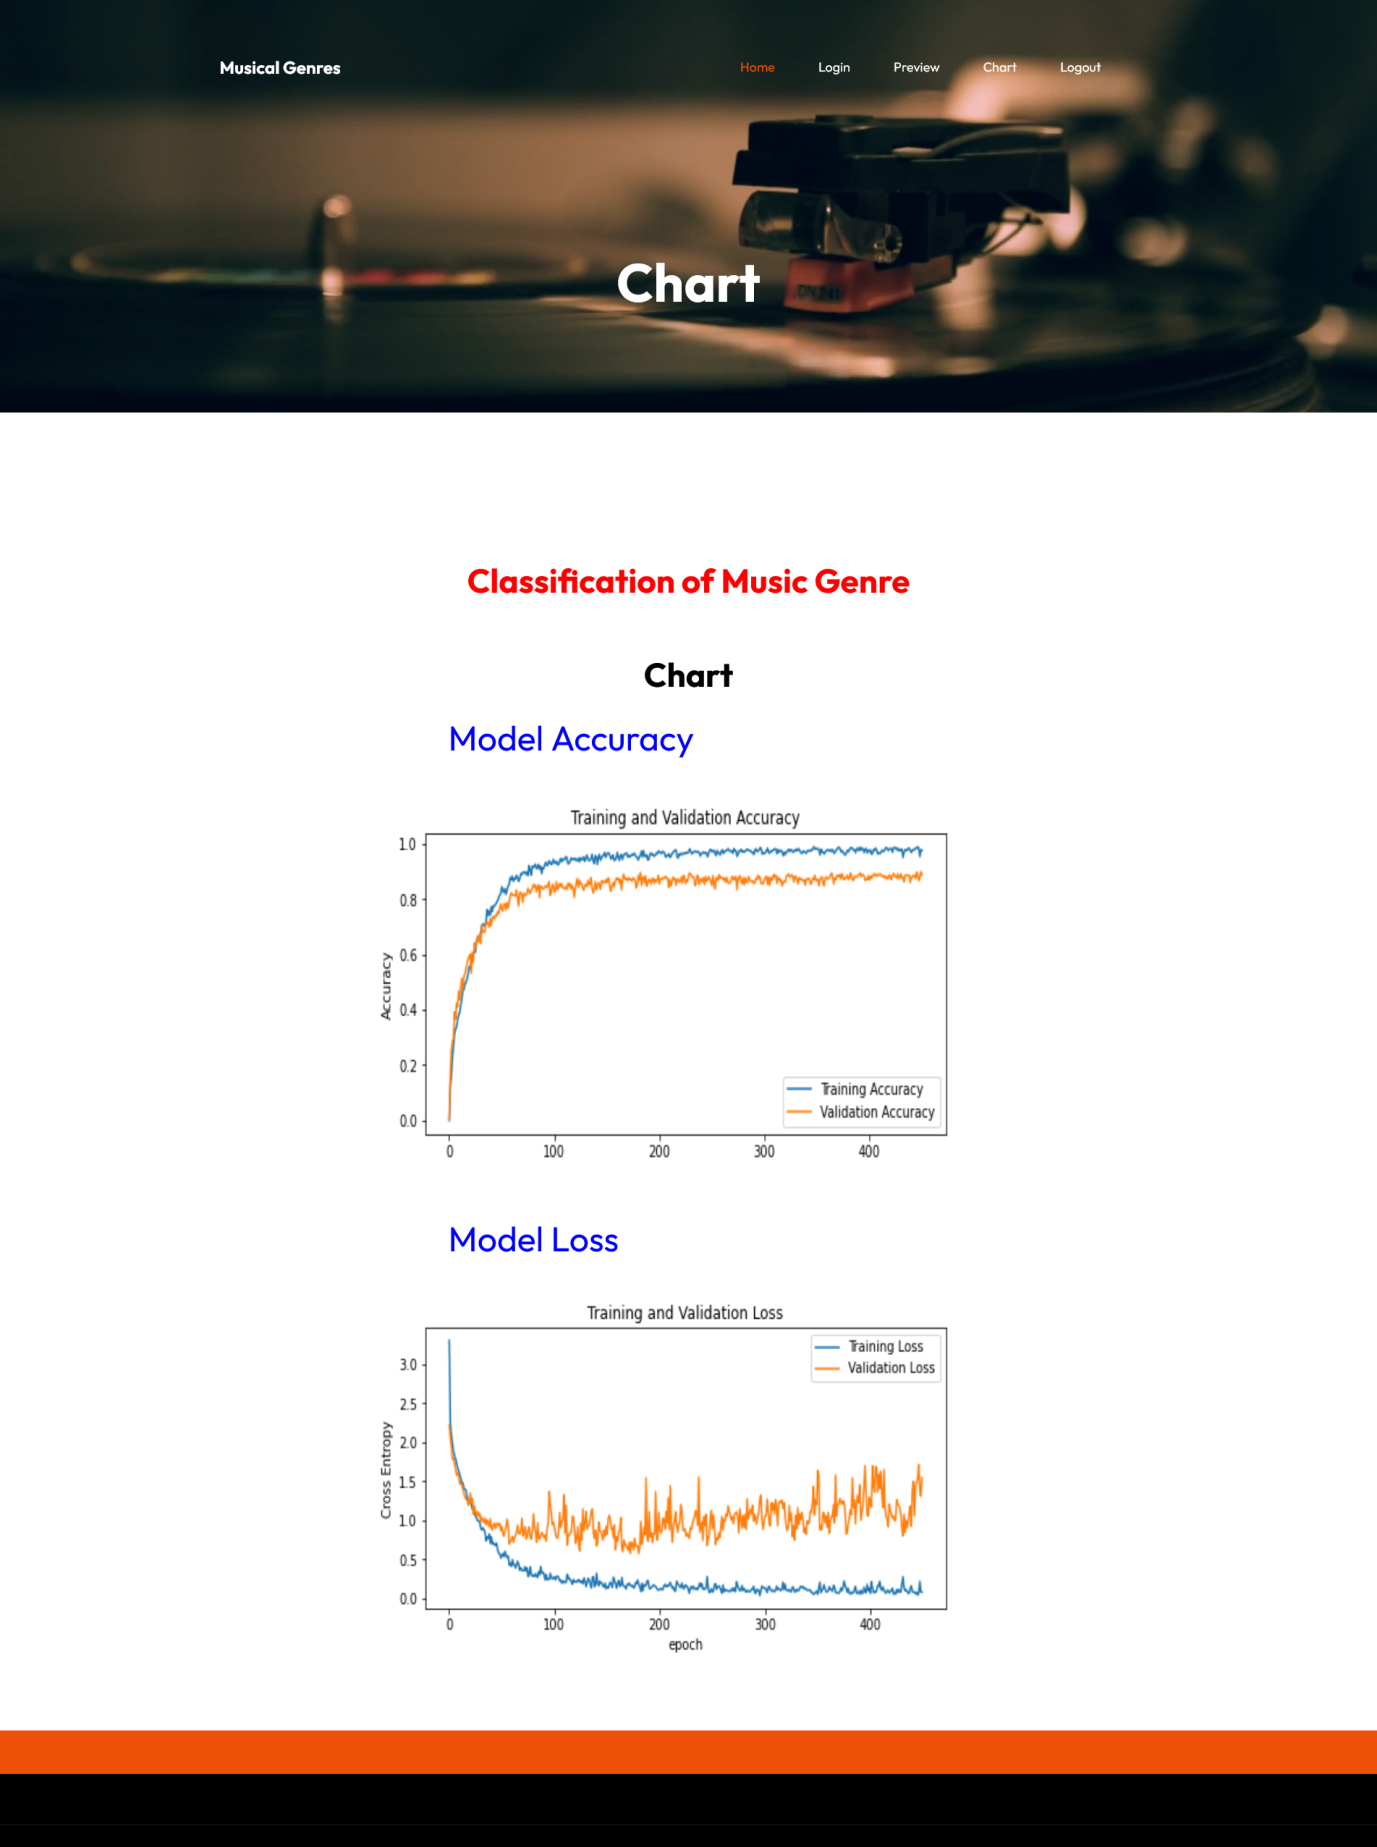 Musical Genres
Home Login Preview Chart Logout
DN 241
Chart
Classification of Music Genre
Chart
Model Accuracy
Training and Validation Accuracy
1.0
0.8
0.6
0.4
0.2
0.0
Accuracy
Training Accuracy
Validation Accuracy
0 100 200 300 400
Model Loss
Training and Validation Loss
3.0
2.5
2.0
1.5
1.0
0.5
0.0
Cross Entropy
Training Loss
Validation Loss
0 100 200 300 400
epoch